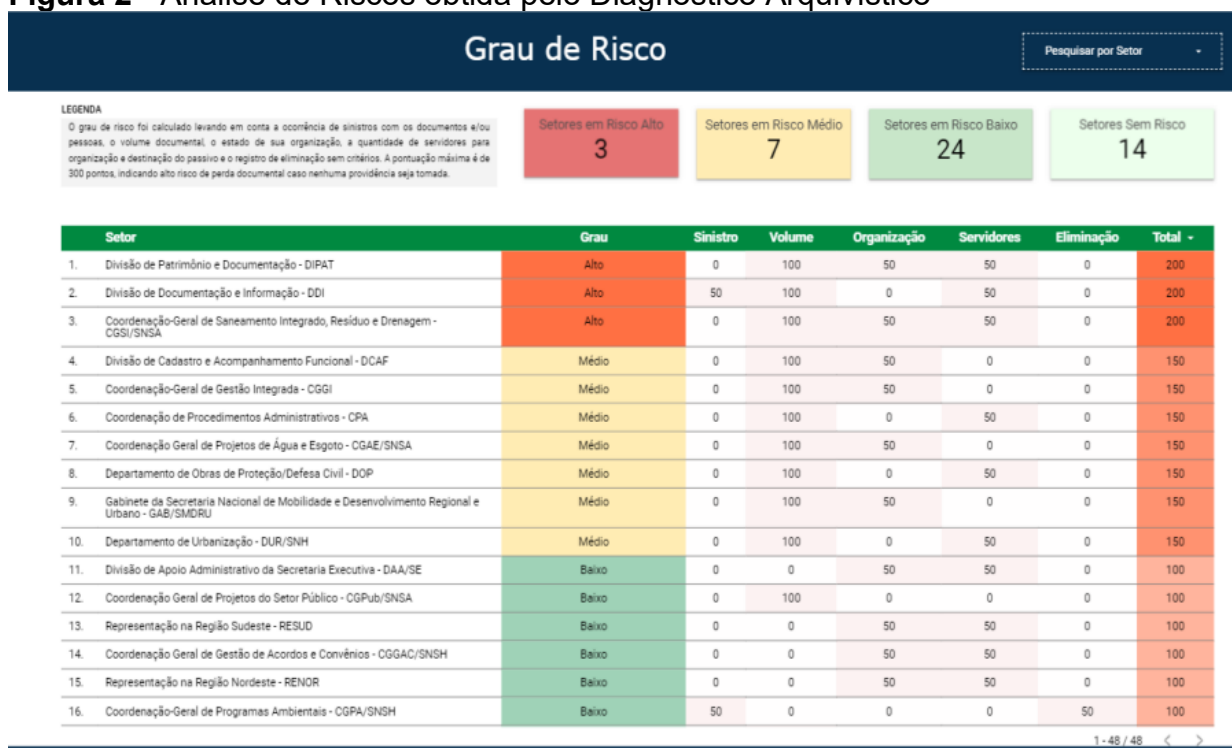 Figura 2 - Análise de Riscos obtida pelo Diagnóstico Arquivístico
Grau de Risco
Pesquisar por Setor
LEGENDA
O grau de risco foi calculado levando em conta a ocorrência de sinistros com os documentos e/ou
pessoas, o volume documental, o estado de sua organização, a quantidade de servidores para
organização e destinação do passivo e o registro de eliminação sem critérios. A pontuação máxima é de
300 pontos, indicando alto risco de perda documental caso nenhuma providência seja tomada.
Setores em Risco Alto
3
Setores em Risco Médio
7
Setores em Risco Baixo
24
Setores Sem Risco
14
Setor Grau Sinistro Volume Organização Servidores Eliminação Total
1. Divisão de Patrimônio e Documentação - DIPAT Alto 0 100 50 50 0 200
2. Divisão de Documentação e Informação - DDI Alto 50 100 0 50 0 200
3. Coordenação-Geral de Saneamento Integrado, Resíduo e Drenagem -
CGSI/SNSA Alto 0 100 50 50 0 200
4. Divisão de Cadastro e Acompanhamento Funcional - DCAF Médio 0 100 50 0 0 150
5. Coordenação-Geral de Gestão Integrada - CGGI Médio 0 100 50 0 0 150
6. Coordenação de Procedimentos Administrativos - CPA Médio 0 100 0 50 0 150
7. Coordenação Geral de Projetos de Água e Esgoto - CGAE/SNSA Médio 0 100 50 0 0 150
8. Departamento de Obras de Proteção/Defesa Civil - DOP Médio 0 100 0 50 0 150
9. Gabinete da Secretaria Nacional de Mobilidade e Desenvolvimento Regional e
Urbano - GAB/SMDRU Médio 0 100 50 0 0 150
10. Departamento de Urbanização - DUR/SNH Médio 0 100 0 50 0 150
11. Divisão de Apoio Administrativo da Secretaria Executiva - DAA/SE Baixo 0 0 50 50 0 100
12. Coordenação Geral de Projetos do Setor Público - CGPub/SNSA Baixo 0 100 0 0 0 100
13. Representação na Região Sudeste - RESUD Baixo 0 0 50 50 0 100
14. Coordenação Geral de Gestão de Acordos e Convênios - CGGAC/SNSH Baixo 0 0 50 50 0 100
15. Representação na Região Nordeste - RENOR Baixo 0 0 50 50 0 100
16. Coordenação-Geral de Programas Ambientais - CGPA/SNSH Baixo 50 0 0 0 50 100
1 - 48 / 48 < >